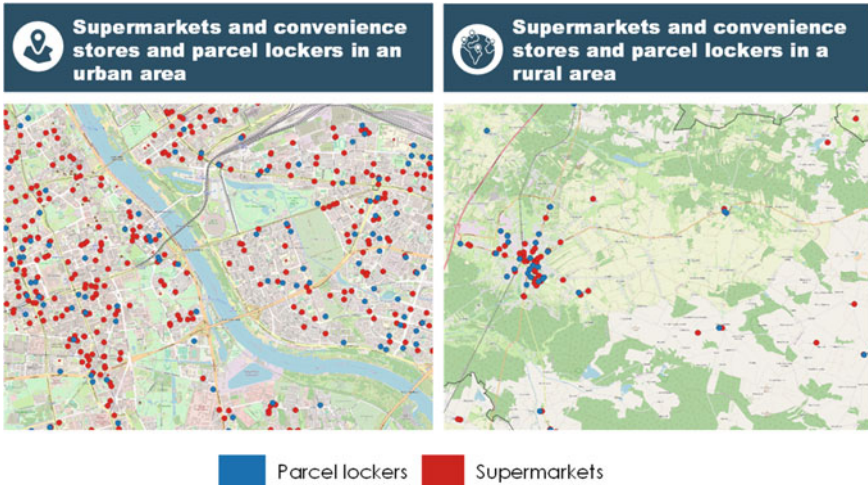 Supermarkets and convenience
stores and parcel lockers in an
urban area
Supermarkets and convenience
stores and parcel lockers in a
rural area
Parcel lockers
Supermarkets